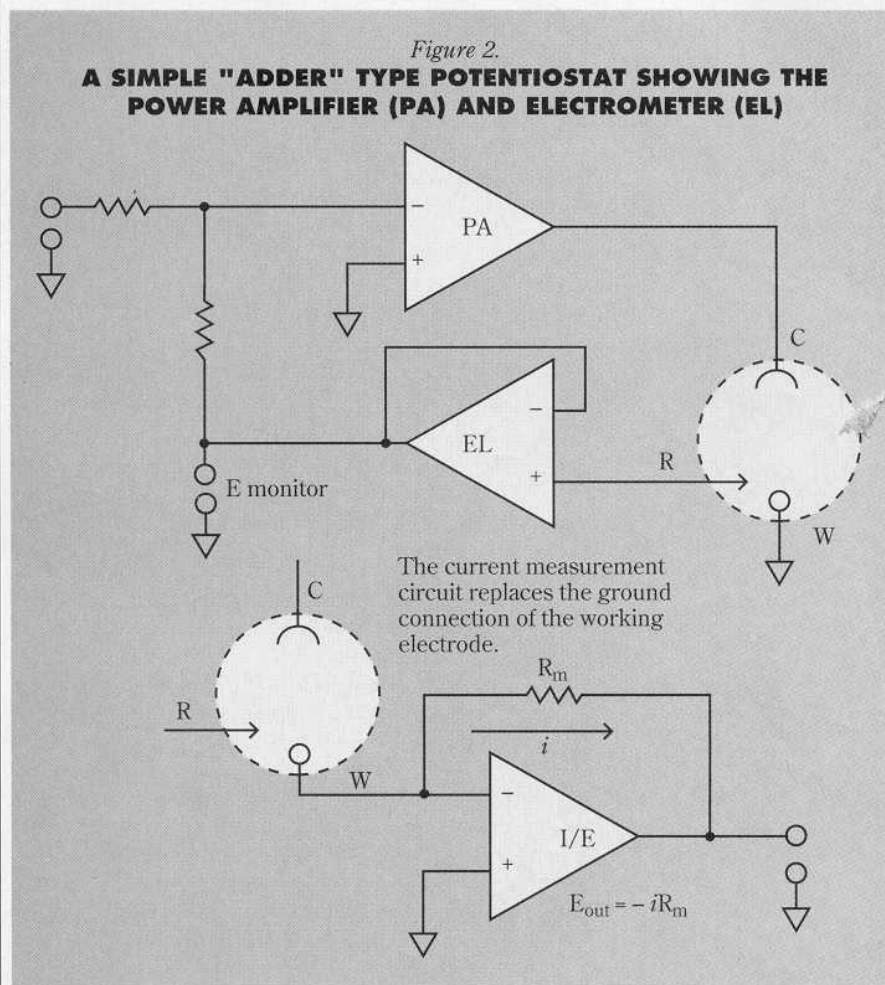 Figure 2.
A SIMPLE "ADDER" TYPE POTENTIOSTAT SHOWING THE
POWER AMPLIFIER (PA) AND ELECTROMETER (EL)
−
PA
+
C
−
EL
R
+
E monitor
W
The current measurement
circuit replaces the ground
connection of the working
electrode.
C
Rm
R
i
W
−
I/E
+
Eout = − iRm